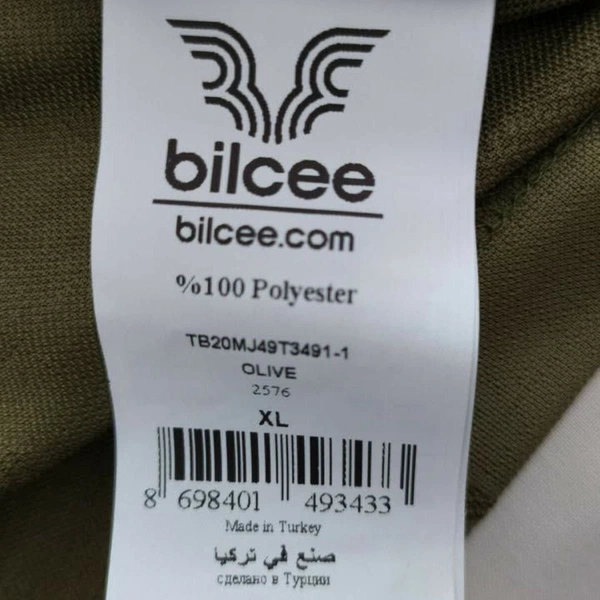 bilcee
bilcee.com
%100 Polyester
TB20MJ49T3491-1
OLIVE
2576
XL
8 698401 493433
Made in Turkey
صنع في تركيا
сделано в Турции